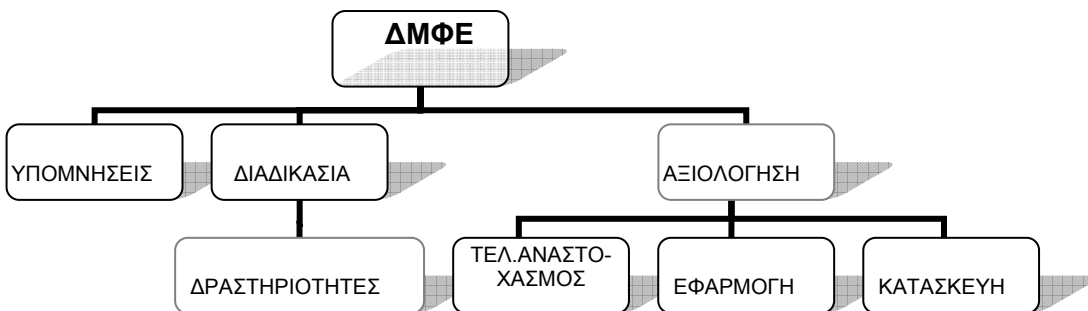 ΔΜΦΕ
ΥΠΟΜΝΗΣΕΙΣ
ΔΙΑΔΙΚΑΣΙΑ
ΑΞΙΟΛΟΓΗΣΗ
ΔΡΑΣΤΗΡΙΟΤΗΤΕΣ
ΤΕΛ.ΑΝΑΣΤΟ-
ΧΑΣΜΟΣ
ΕΦΑΡΜΟΓΗ
ΚΑΤΑΣΚΕΥΗ